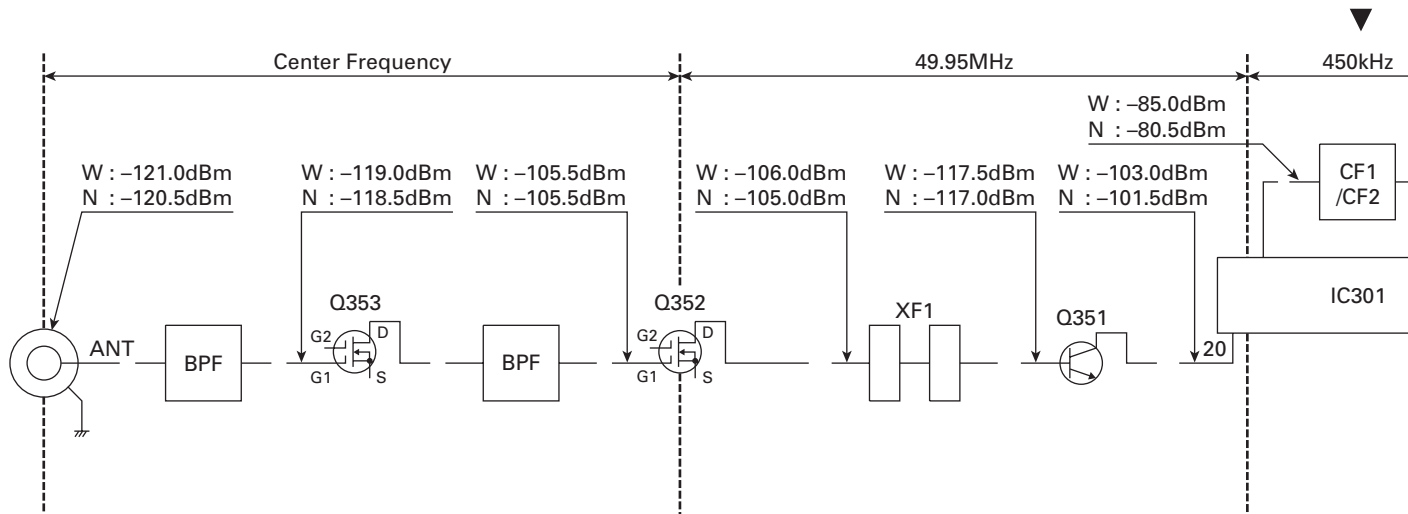 Center Frequency
49.95MHz
450kHz
W : –85.0dBm
N : –80.5dBm
W : –121.0dBm
N : –120.5dBm
W : –119.0dBm
N : –118.5dBm
W : –105.5dBm
N : –105.5dBm
W : –106.0dBm
N : –105.0dBm
W : –117.5dBm
N : –117.0dBm
W : –103.0dBm
N : –101.5dBm
CF1
/CF2
IC301
Q353
Q352
XF1
Q351
G2
D
G1
S
G2
D
G1
S
ANT
BPF
BPF
20